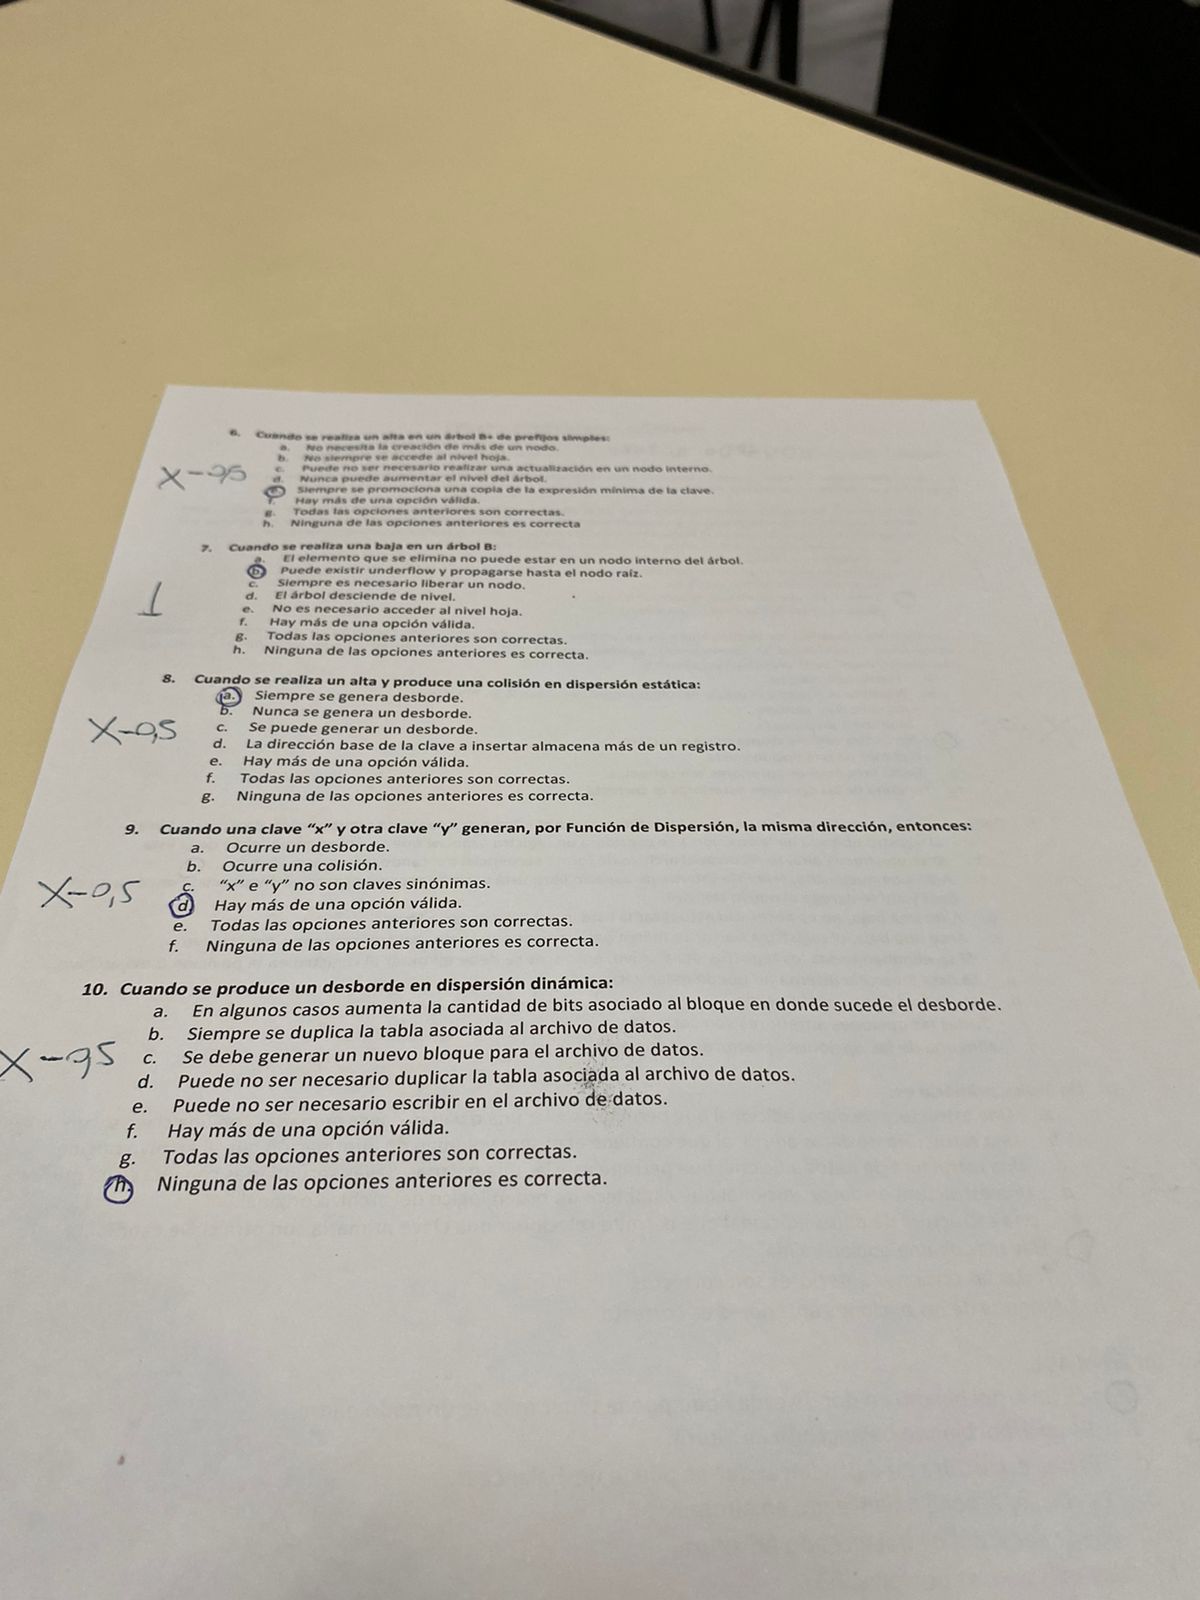 6. Cuando se realiza un alta en un árbol B+ de prefijos simples:
a. No necesita la creación de más de un nodo.
b. No siempre se accede al nivel hoja.
c. Puede no ser necesario realizar una actualización en un nodo interno.
X-0,5
d. Nunca puede aumentar el nivel del árbol.
e. Siempre se promociona una copia de la expresión mínima de la clave.
f. Hay más de una opción válida.
g. Todas las opciones anteriores son correctas.
h. Ninguna de las opciones anteriores es correcta
7. Cuando se realiza una baja en un árbol B:
a. El elemento que se elimina no puede estar en un nodo interno del árbol.
b. Puede existir underflow y propagarse hasta el nodo raíz.
c. Siempre es necesario liberar un nodo.
1
d. El árbol desciende de nivel.
e. No es necesario acceder al nivel hoja.
f. Hay más de una opción válida.
g. Todas las opciones anteriores son correctas.
h. Ninguna de las opciones anteriores es correcta.
8. Cuando se realiza un alta y produce una colisión en dispersión estática:
a. Siempre se genera desborde.
b. Nunca se genera un desborde.
X-0,5
c. Se puede generar un desborde.
d. La dirección base de la clave a insertar almacena más de un registro.
e. Hay más de una opción válida.
f. Todas las opciones anteriores son correctas.
g. Ninguna de las opciones anteriores es correcta.
9. Cuando una clave “x” y otra clave “y” generan, por Función de Dispersión, la misma dirección, entonces:
a. Ocurre un desborde.
b. Ocurre una colisión.
X-0,5
c. “x” e “y” no son claves sinónimas.
d. Hay más de una opción válida.
e. Todas las opciones anteriores son correctas.
f. Ninguna de las opciones anteriores es correcta.
10. Cuando se produce un desborde en dispersión dinámica:
a. En algunos casos aumenta la cantidad de bits asociado al bloque en donde sucede el desborde.
b. Siempre se duplica la tabla asociada al archivo de datos.
X-0,5
c. Se debe generar un nuevo bloque para el archivo de datos.
d. Puede no ser necesario duplicar la tabla asociada al archivo de datos.
e. Puede no ser necesario escribir en el archivo de datos.
f. Hay más de una opción válida.
g. Todas las opciones anteriores son correctas.
h. Ninguna de las opciones anteriores es correcta.